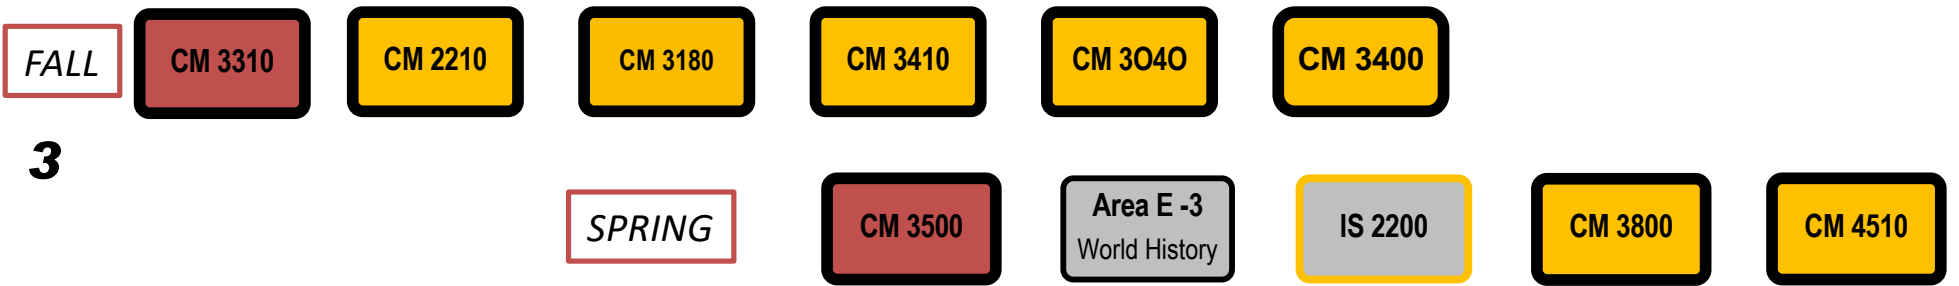 FALL
CM 3310
CM 2210
CM 3180
CM 3410
CM 3O4O
CM 3400
3
SPRING
CM 3500
Area E -3
World History
IS 2200
CM 3800
CM 4510